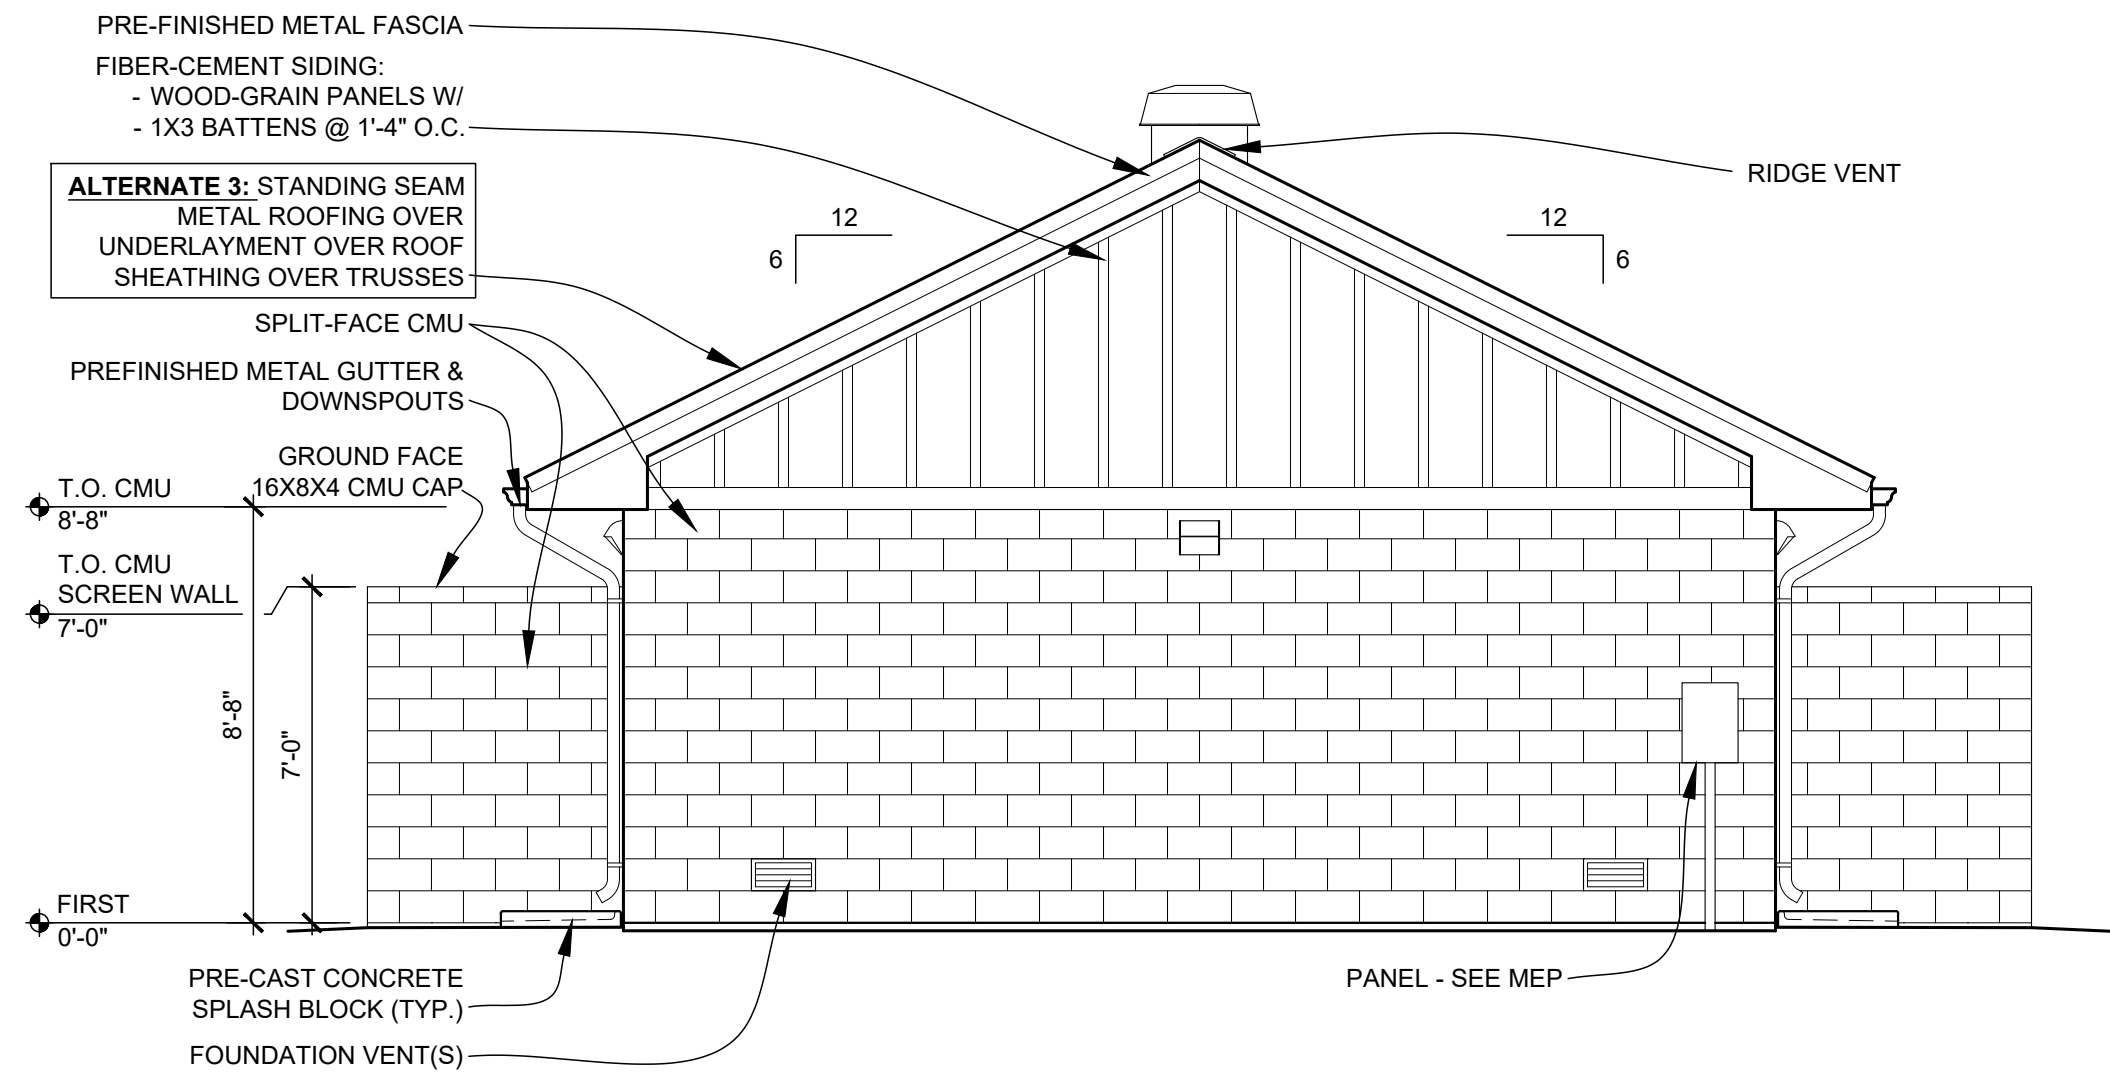 PRE-FINISHED METAL FASCIA
FIBER-CEMENT SIDING:
- WOOD-GRAIN PANELS W/
- 1X3 BATTENS @ 1'-4" O.C.
ALTERNATE 3: STANDING SEAM
METAL ROOFING OVER
UNDERLAYMENT OVER ROOF
SHEATHING OVER TRUSSES
SPLIT-FACE CMU
PREFINISHED METAL GUTTER &
DOWNSPOUTS
GROUND FACE
16X8X4 CMU CAP
T.O. CMU
8'-8"
T.O. CMU
SCREEN WALL
7'-0"
8'-8"
7'-0"
FIRST
0'-0"
PRE-CAST CONCRETE
SPLASH BLOCK (TYP.)
FOUNDATION VENT(S)
12
6
12
6
RIDGE VENT
PANEL - SEE MEP